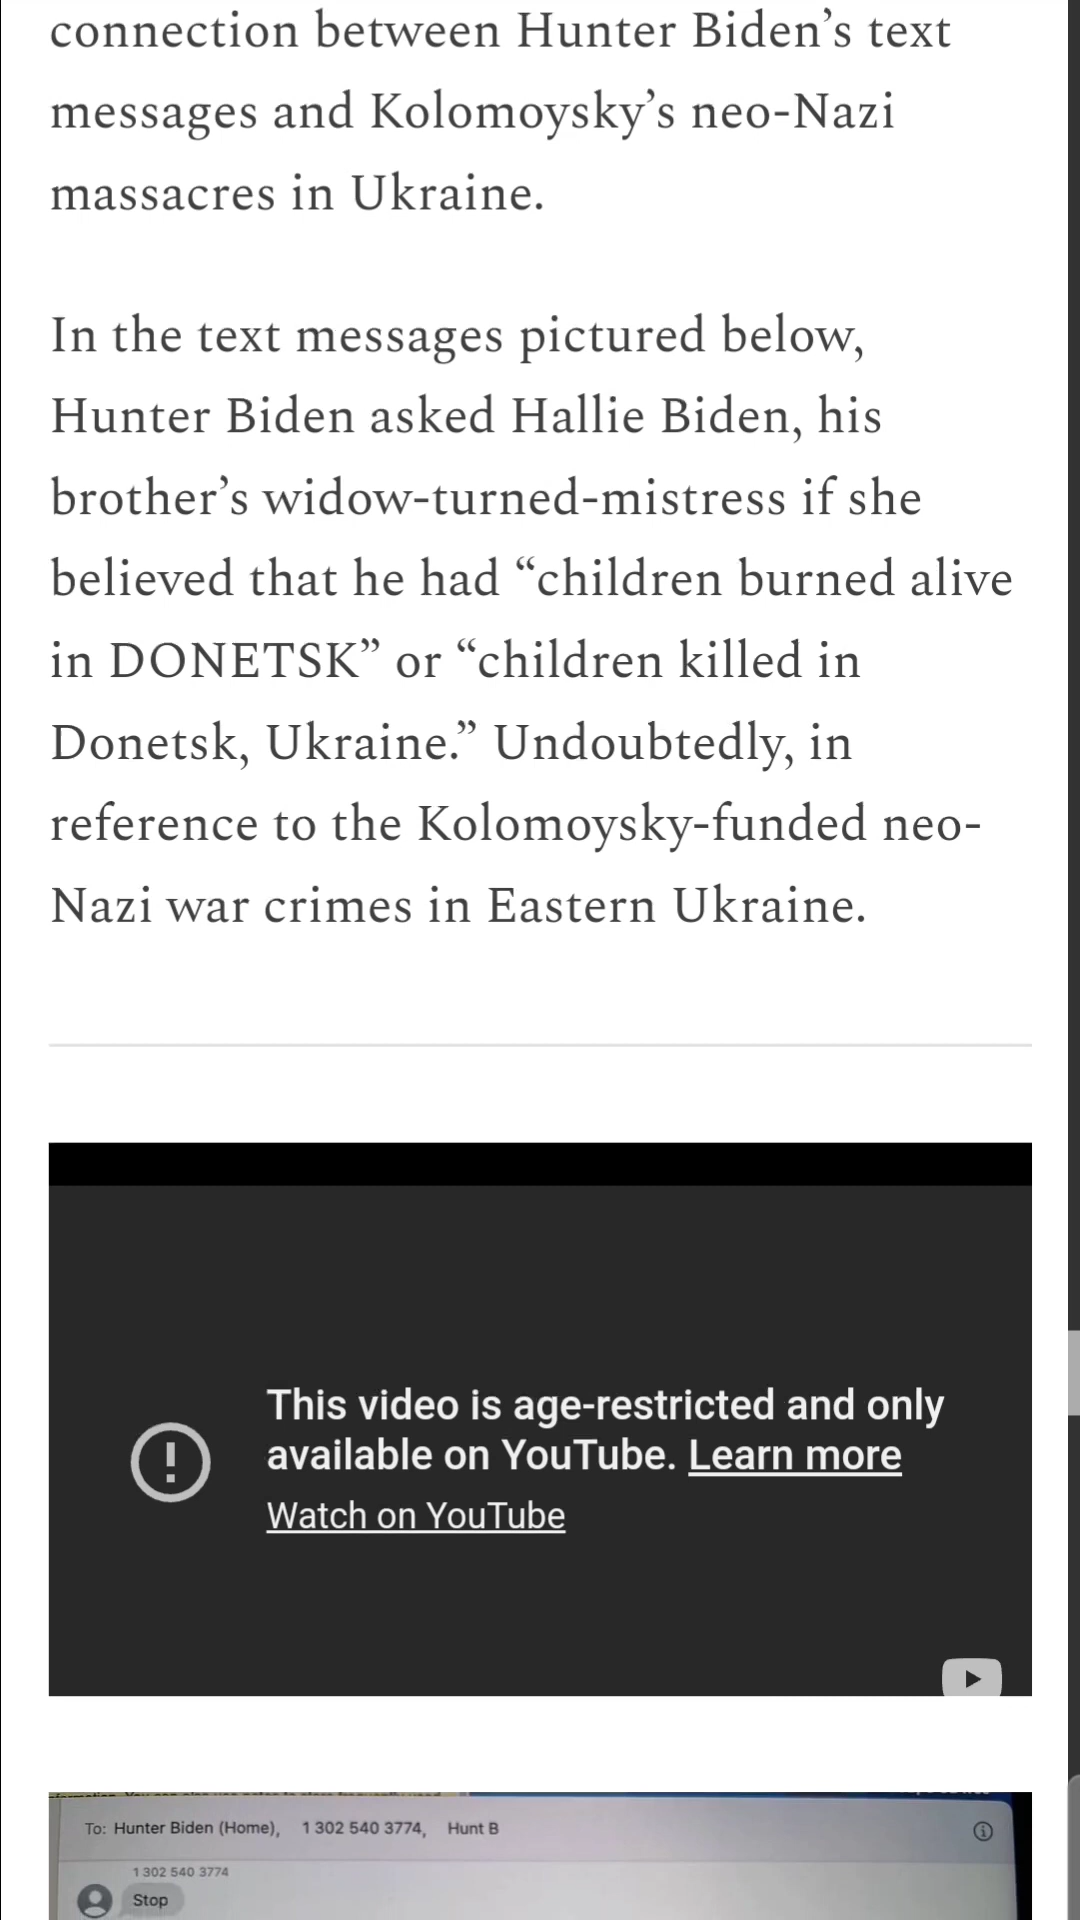 connection between Hunter Biden’s text
messages and Kolomoysky’s neo-Nazi
massacres in Ukraine.
In the text messages pictured below,
Hunter Biden asked Hallie Biden, his
brother’s widow-turned-mistress if she
believed that he had “children burned alive
in DONETSK” or “children killed in
Donetsk, Ukraine.” Undoubtedly, in
reference to the Kolomoysky-funded neo-
Nazi war crimes in Eastern Ukraine.
This video is age-restricted and only
available on YouTube. Learn more
Watch on YouTube
To: Hunter Biden (Home), 1 302 540 3774, Hunt B
1 302 540 3774
Stop